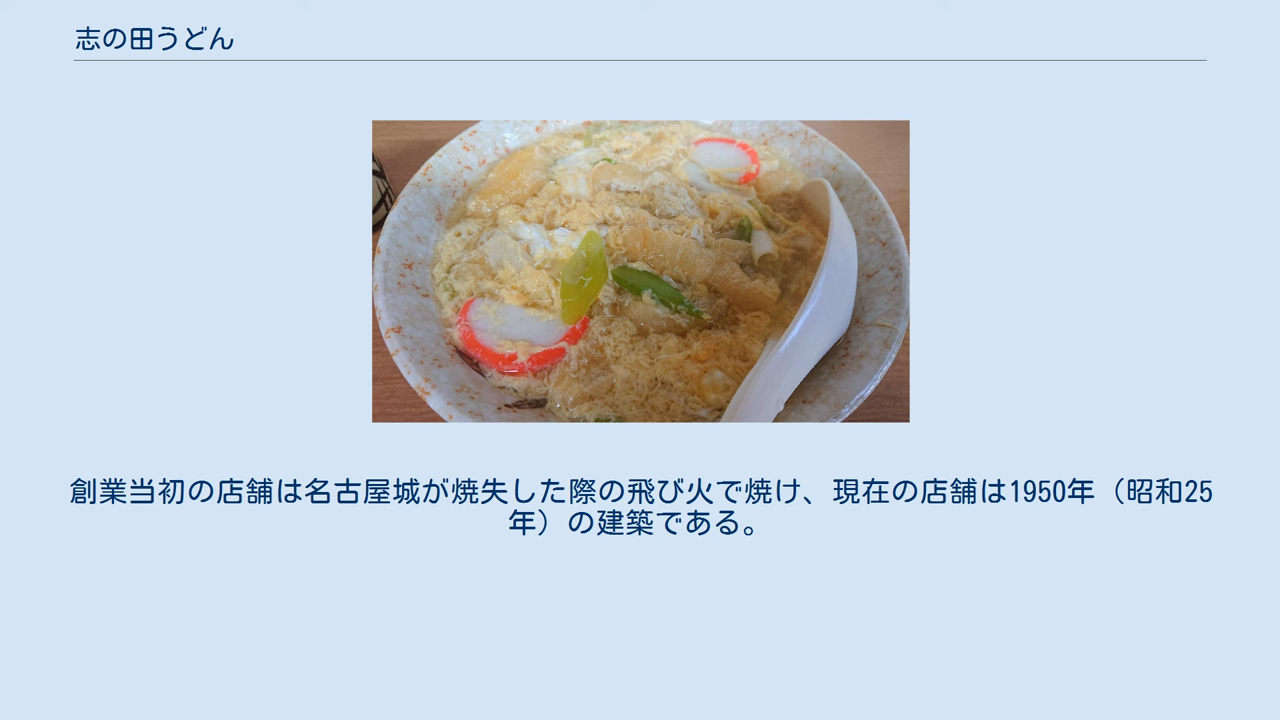 志の田うどん
創業当初の店舗は名古屋城が焼失した際の飛び火で焼け、現在の店舗は1950年（昭和25
年）の建築である。